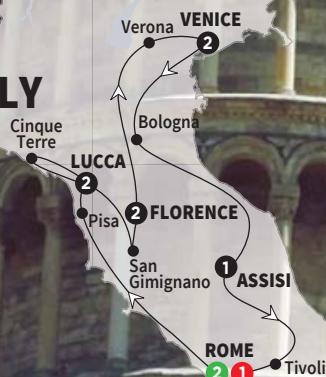 VENICE
Verona
2
LY
Bologna
Cinque
Terre
LUCCA
2
Pisa
2
FLORENCE
San
Gimignano
1
ASSISI
ROME
2
1
Tivoli